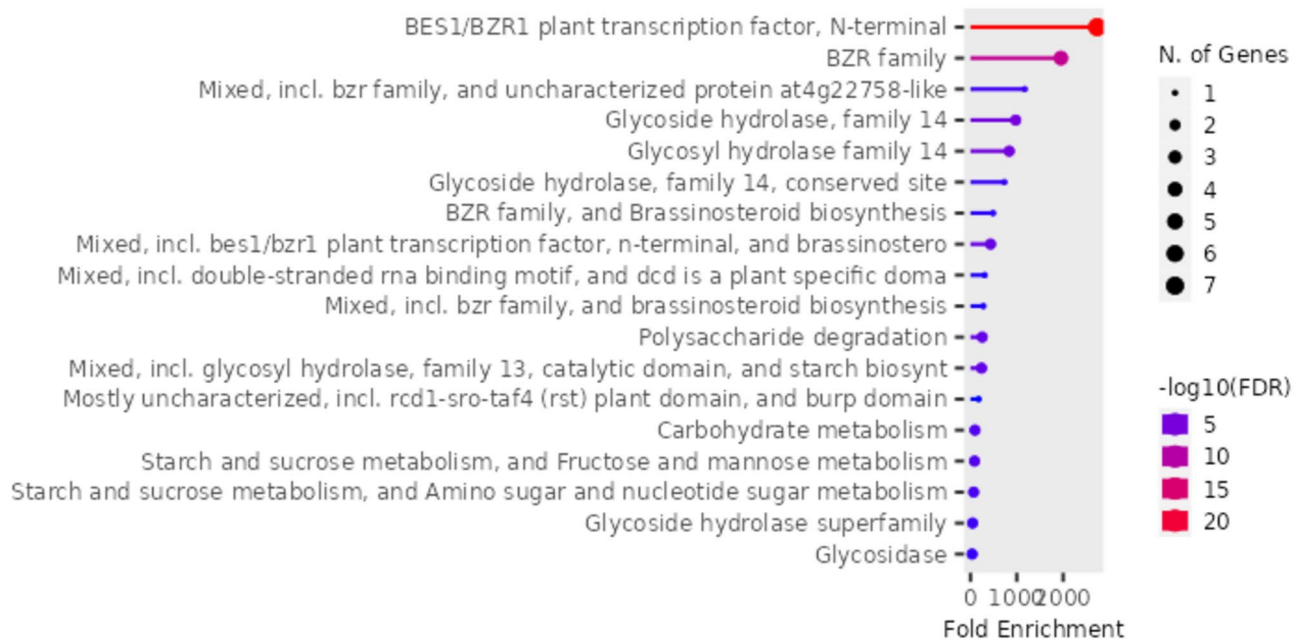 BES1/BZR1 plant transcription factor, N-terminal
BZR family
Mixed, incl. bzr family, and uncharacterized protein at4g22758-like
Glycoside hydrolase, family 14
Glycosyl hydrolase family 14
Glycoside hydrolase, family 14, conserved site
BZR family, and Brassinosteroid biosynthesis
Mixed, incl. bes1/bzr1 plant transcription factor, n-terminal, and brassinostero
Mixed, incl. double-stranded rna binding motif, and dcd is a plant specific doma
Mixed, incl. bzr family, and brassinosteroid biosynthesis
Polysaccharide degradation
Mixed, incl. glycosyl hydrolase, family 13, catalytic domain, and starch biosynt
Mostly uncharacterized, incl. rcd1-sro-taf4 (rst) plant domain, and burp domain
Carbohydrate metabolism
Starch and sucrose metabolism, and Fructose and mannose metabolism
Starch and sucrose metabolism, and Amino sugar and nucleotide sugar metabolism
Glycoside hydrolase superfamily
Glycosidase
0 1000 2000
Fold Enrichment
N. of Genes
1
2
3
4
5
6
7
-log10(FDR)
5
10
15
20